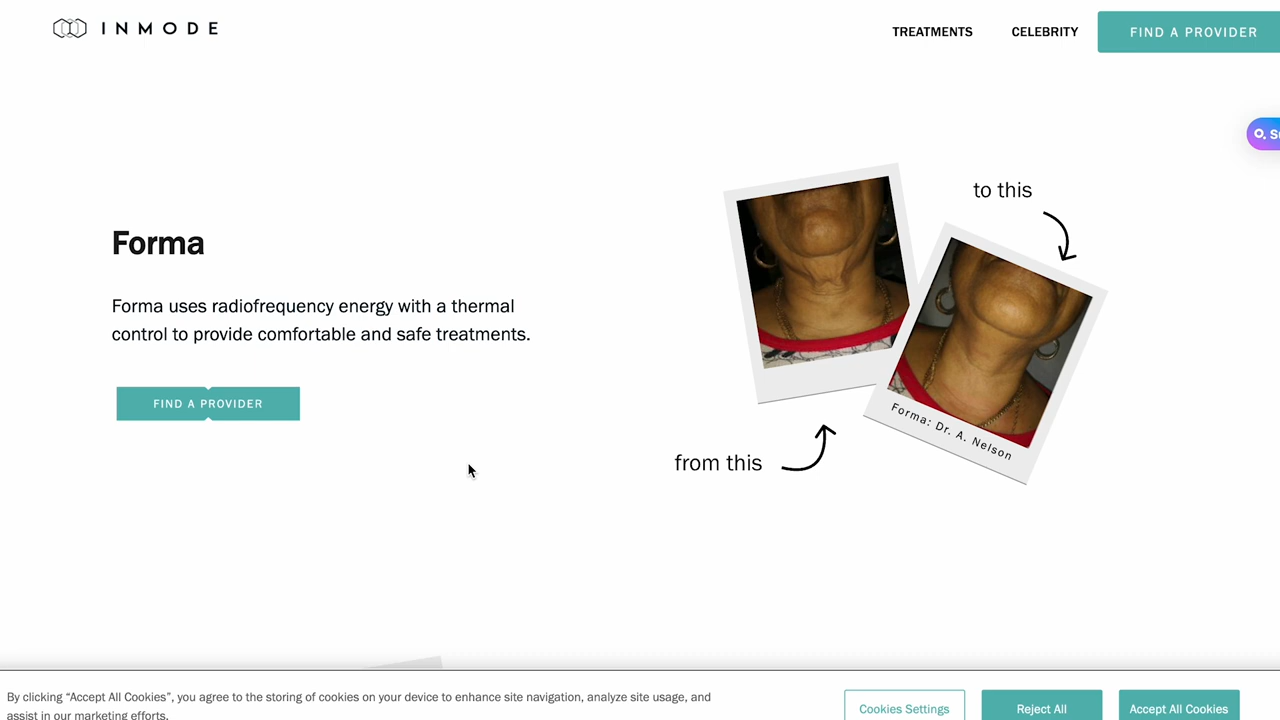 INMODE
TREATMENTS
CELEBRITY
FIND A PROVIDER
to this
Forma
Forma uses radiofrequency energy with a thermal
control to provide comfortable and safe treatments.
FIND A PROVIDER
Forma: Dr. A. Nelson
from this
By clicking “Accept All Cookies”, you agree to the storing of cookies on your device to enhance site navigation, analyze site usage, and
assist in our marketing efforts.
Cookies Settings
Reject All
Accept All Cookies